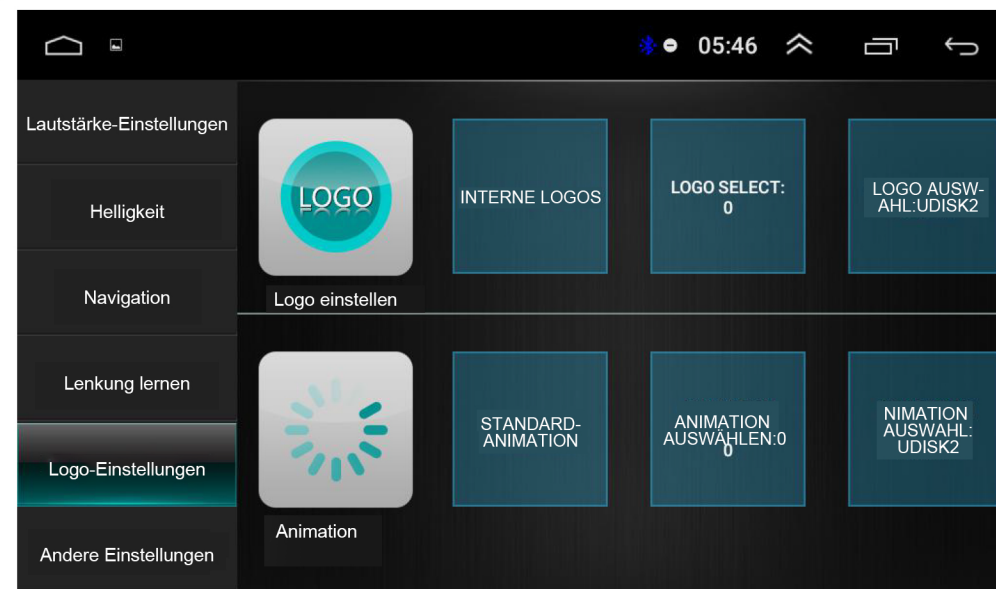 05:46
Lautstärke-Einstellungen
Helligkeit
Navigation
Lenkung lernen
Logo-Einstellungen
Andere Einstellungen
LOGO
Logo einstellen
INTERNE LOGOS
LOGO SELECT:
0
LOGO AUSW-
AHL:UDISK2
Animation
STANDARD-
ANIMATION
ANIMATION
AUSWÄHLEN:0
0
NIMATION
AUSWAHL:
UDISK2